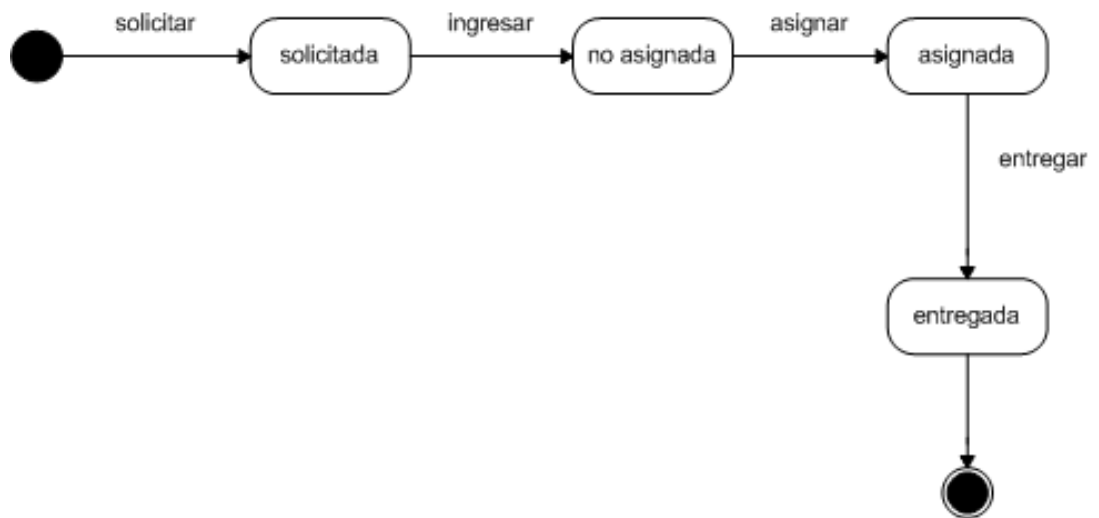 solicitar
ingresar
asignar
solicitada
no asignada
asignada
entregar
entregada